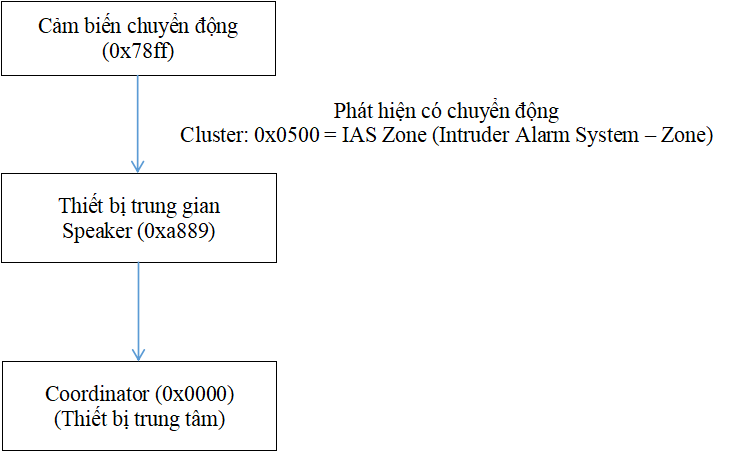 Cảm biến chuyển động
(0x78ff)
Phát hiện có chuyển động
Cluster: 0x0500 = IAS Zone (Intruder Alarm System – Zone)
Thiết bị trung gian
Speaker (0xa889)
Coordinator (0x0000)
(Thiết bị trung tâm)